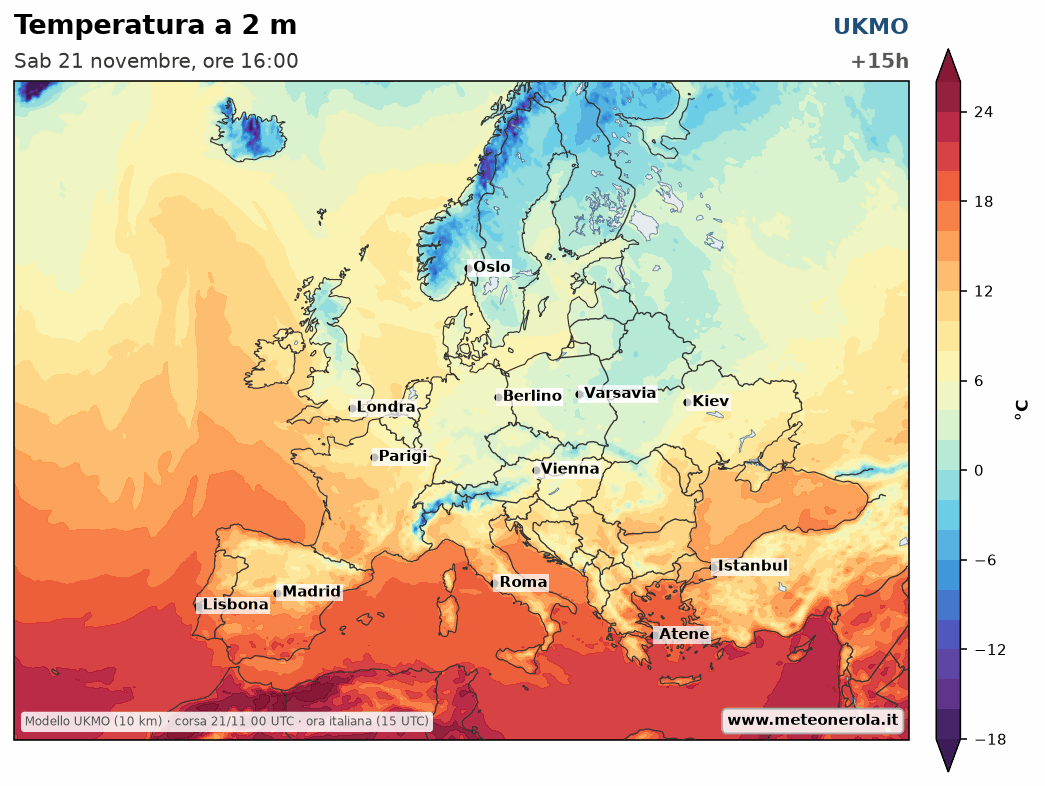 Temperatura a 2 m
UKMO
Sab 21 novembre, ore 16:00
+15h
24
18
12
6
0
−6
−12
−18
°C
Oslo
Londra
Berlino
Varsavia
Kiev
Parigi
Vienna
Istanbul
Roma
Madrid
Lisbona
Atene
Modello UKMO (10 km) · corsa 21/11 00 UTC · ora italiana (15 UTC)
www.meteonerola.it